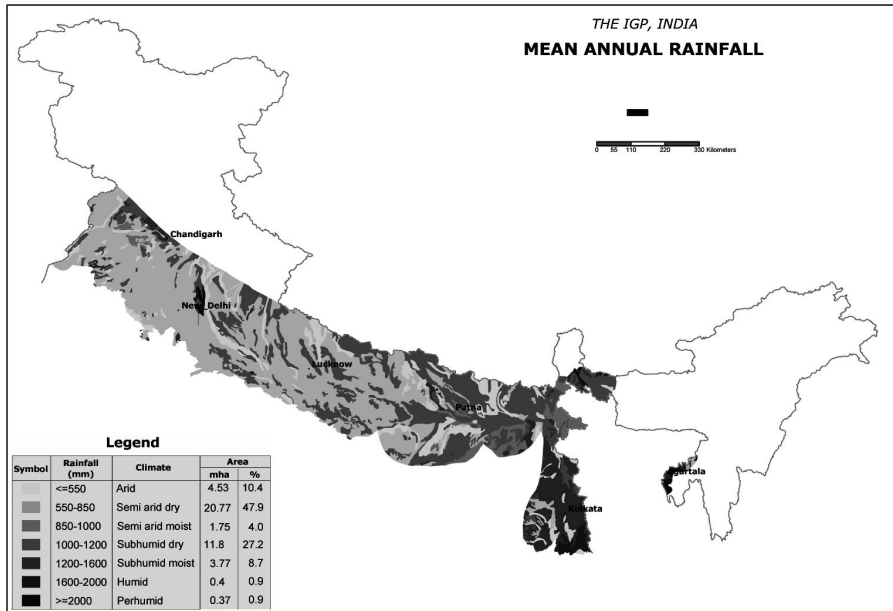 THE IGP, INDIA
MEAN ANNUAL RAINFALL
0 55 110 220 330 Kilometers
Chandigarh
New_Delhi
Lucknow
Patna
Kolkata
Legend
Symbol Rainfall (mm) Climate Area
mha %
<=550 Arid 4.53 10.4
550-850 Semi arid dry 20.77 47.9
850-1000 Semi arid moist 1.75 4.0
1000-1200 Subhumid dry 11.8 27.2
1200-1600 Subhumid moist 3.77 8.7
1600-2000 Humid 0.4 0.9
>=2000 Perhumid 0.37 0.9